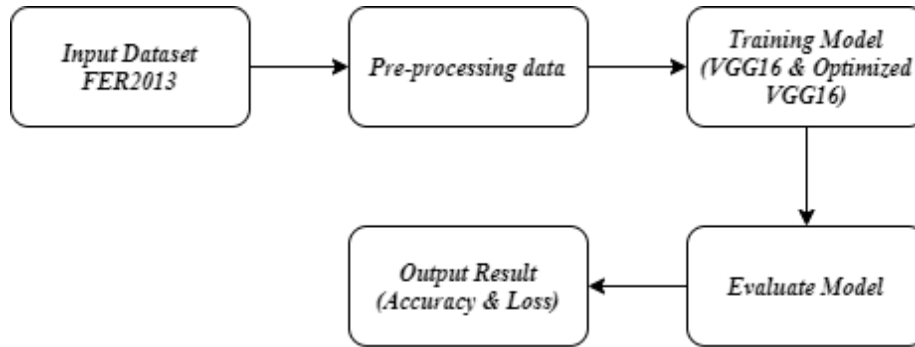 Input Dataset
FER2013
Pre-processing data
Training Model
(VGG16 & Optimized
VGG16)
Evaluate Model
Output Result
(Accuracy & Loss)